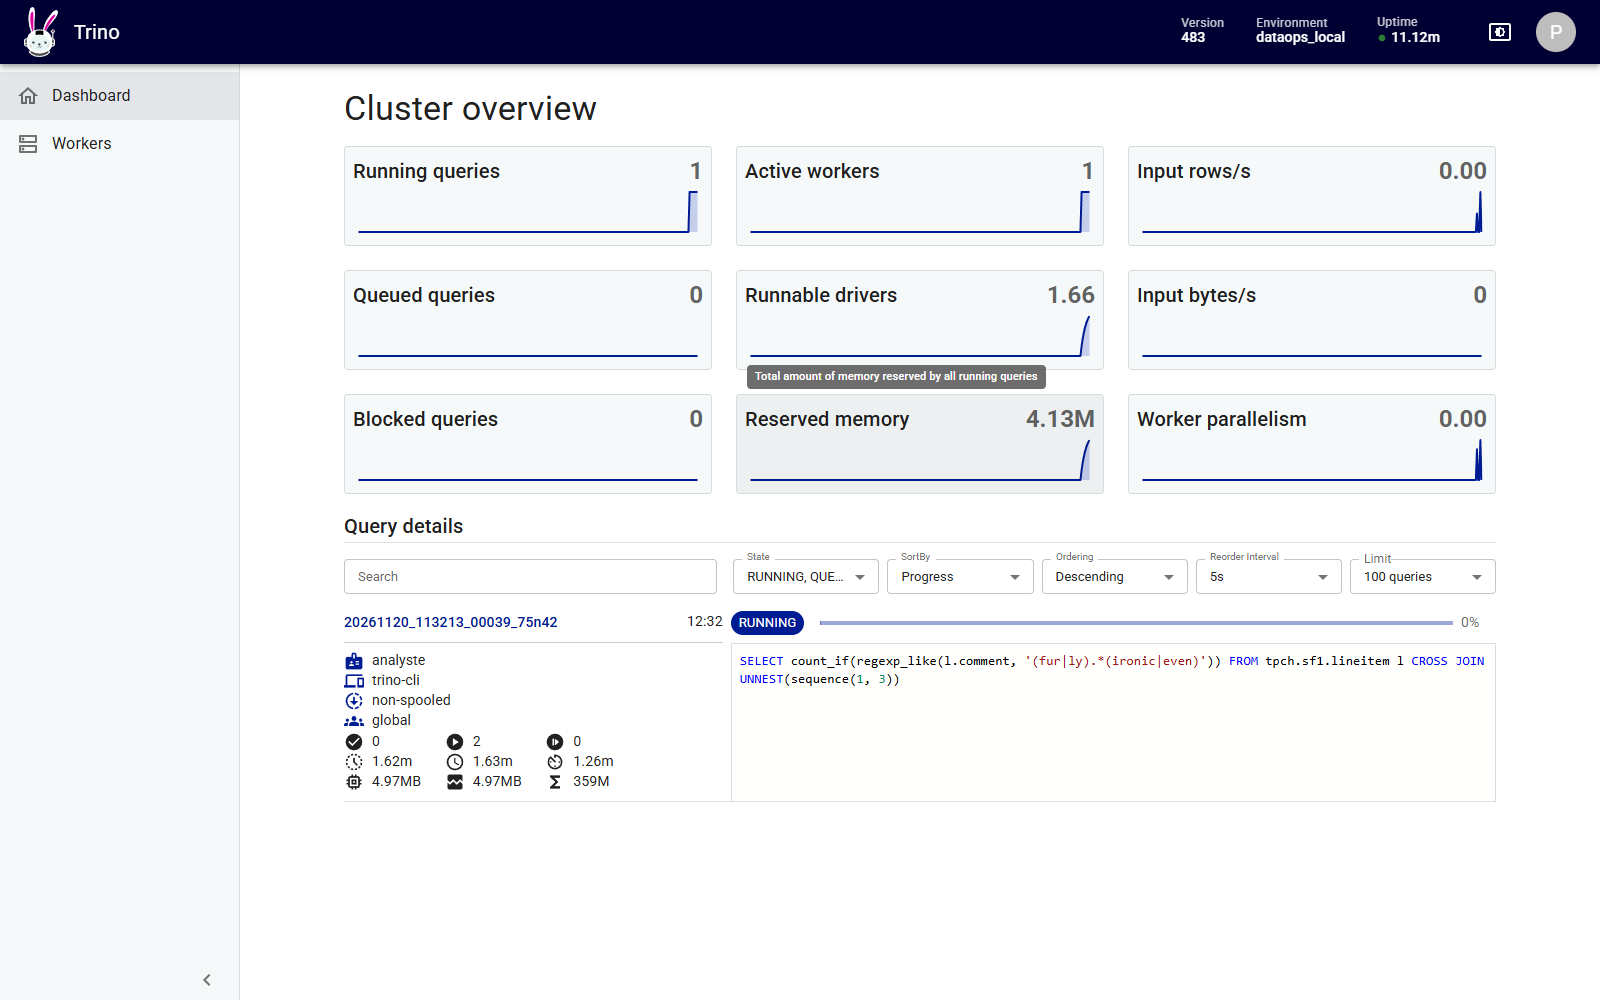 Trino
Version
483
Environment
dataops_local
Uptime
11.12m
P
Dashboard
Workers
Cluster overview
Running queries 1
Active workers 1
Input rows/s 0.00
Queued queries 0
Runnable drivers 1.66
Input bytes/s 0
Total amount of memory reserved by all running queries
Blocked queries 0
Reserved memory 4.13M
Worker parallelism 0.00
Query details
Search
State
RUNNING, QUE...
SortBy
Progress
Ordering
Descending
Reorder Interval
5s
Limit
100 queries
20261120_113213_00039_75n42 12:32 RUNNING 0%
analyste
trino-cli
non-spooled
global
0 2 0
1.62m 1.63m 1.26m
4.97MB 4.97MB 359M
SELECT count_if(regexp_like(l.comment, '(fur|ly).*(ironic|even)')) FROM tpch.sf1.lineitem l CROSS JOIN
UNNEST(sequence(1, 3))